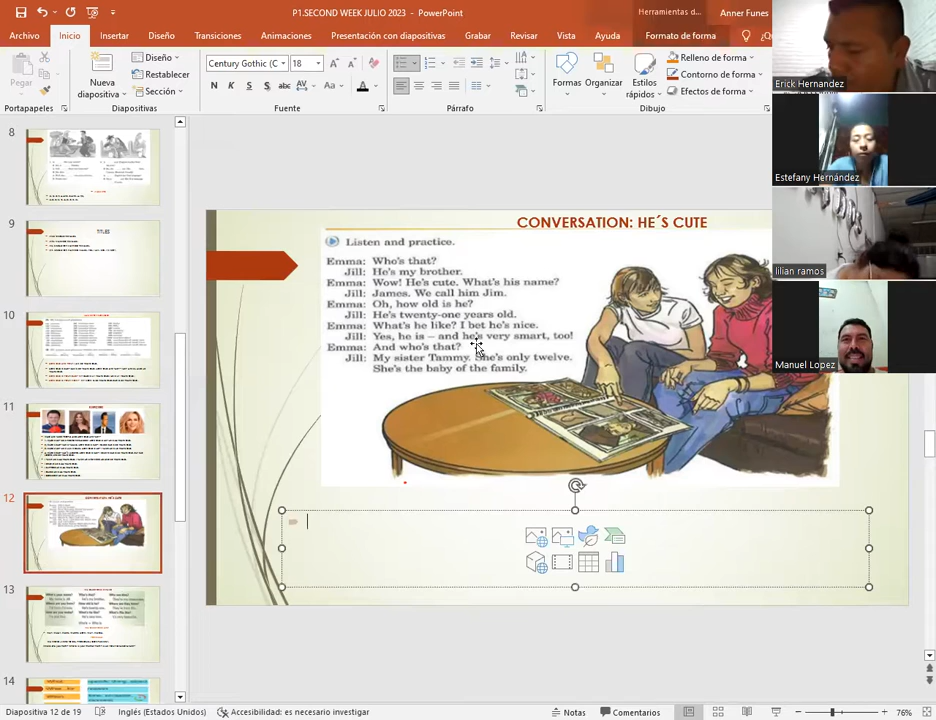 P1.SECOND WEEK JULIO 2023 - PowerPoint
Herramientas d...
Anner Funes
Archivo Inicio Insertar Diseño Transiciones Animaciones Presentación con diapositivas Grabar Revisar Vista Ayuda Formato de forma
Pegar
Nueva diapositiva
Diseño
Restablecer
Sección
Century Gothic (C 18
N K S S abc AV Aa A
Formas
Organizar
Estilos rápidos
Relleno de forma
Contorno de forma
Efectos de forma
Portapapeles Diapositivas Fuente Párrafo Dibujo
Erick Hernandez
Estefany Hernández
lilian ramos
Manuel Lopez
8
9
10
11
12
CONVERSATION: HE´S CUTE
13
14
CONVERSATION: HE´S CUTE
Listen and practice.
Emma: Who's that?
Jill: He's my brother.
Emma: Wow! He's cute. What's his name?
Jill: James. We call him Jim.
Emma: Oh, how old is he?
Jill: He's twenty-one years old.
Emma: What's he like? I bet he's nice.
Jill: Yes, he is – and he's very smart, too!
Emma: And who's that?
Jill: My sister Tammy. She's only twelve.
She's the baby of the family.
Diapositiva 12 de 19 Inglés (Estados Unidos) Accesibilidad: es necesario investigar Notas Comentarios 76%